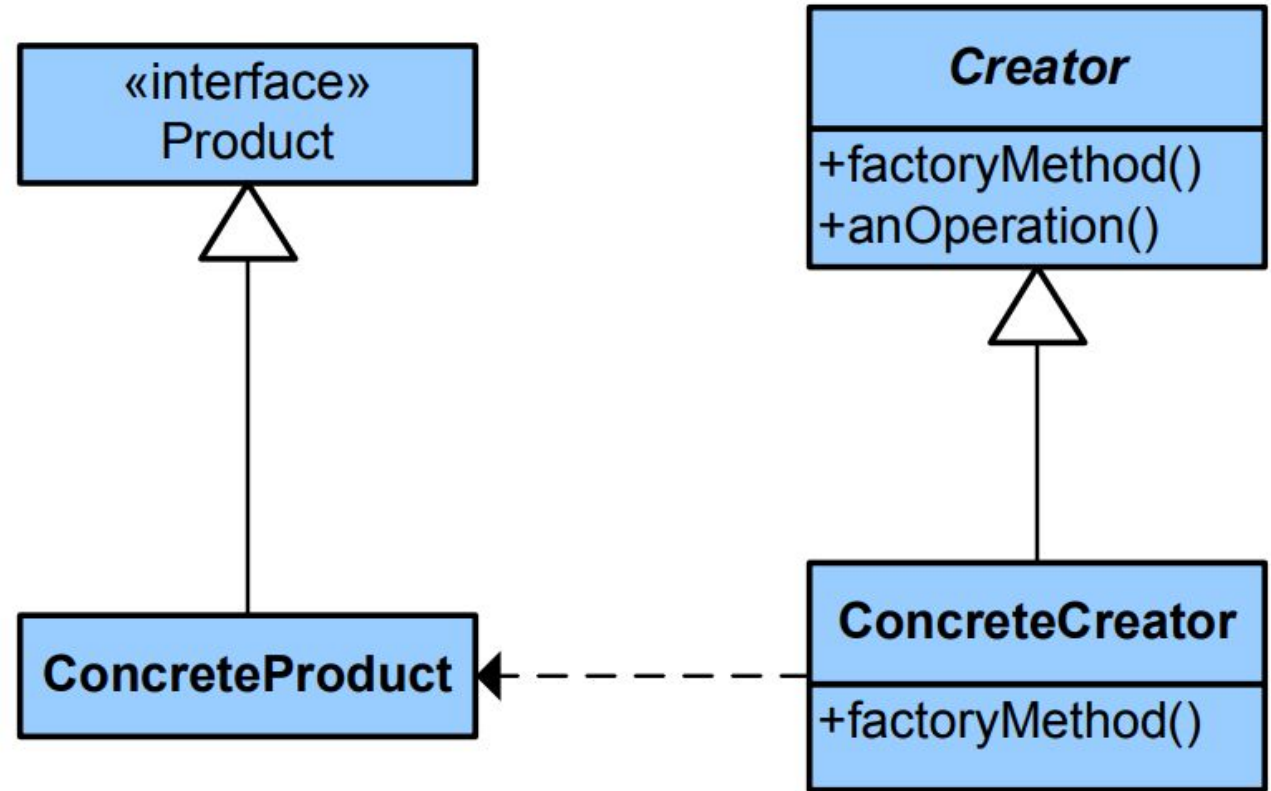 «interface»
Product
Creator
+factoryMethod()
+anOperation()
ConcreteProduct
ConcreteCreator
+factoryMethod()